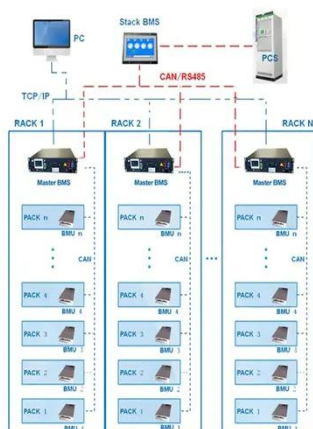 PC
Stack BMS
PCS
CAN/RS485
TCP/IP
RACK 1
RACK 2
RACK N
Master BMS
Master BMS
Master BMS
PACK n
PACK n
PACK n
BMU n
BMU n
BMU n
CAN
CAN
CAN
PACK 4
PACK 4
PACK 4
BMU 4
BMU 4
BMU 4
PACK 3
PACK 3
PACK 3
BMU 3
BMU 3
BMU 3
PACK 2
PACK 2
PACK 2
BMU 2
BMU 2
BMU 2
PACK 1
PACK 1
PACK 1